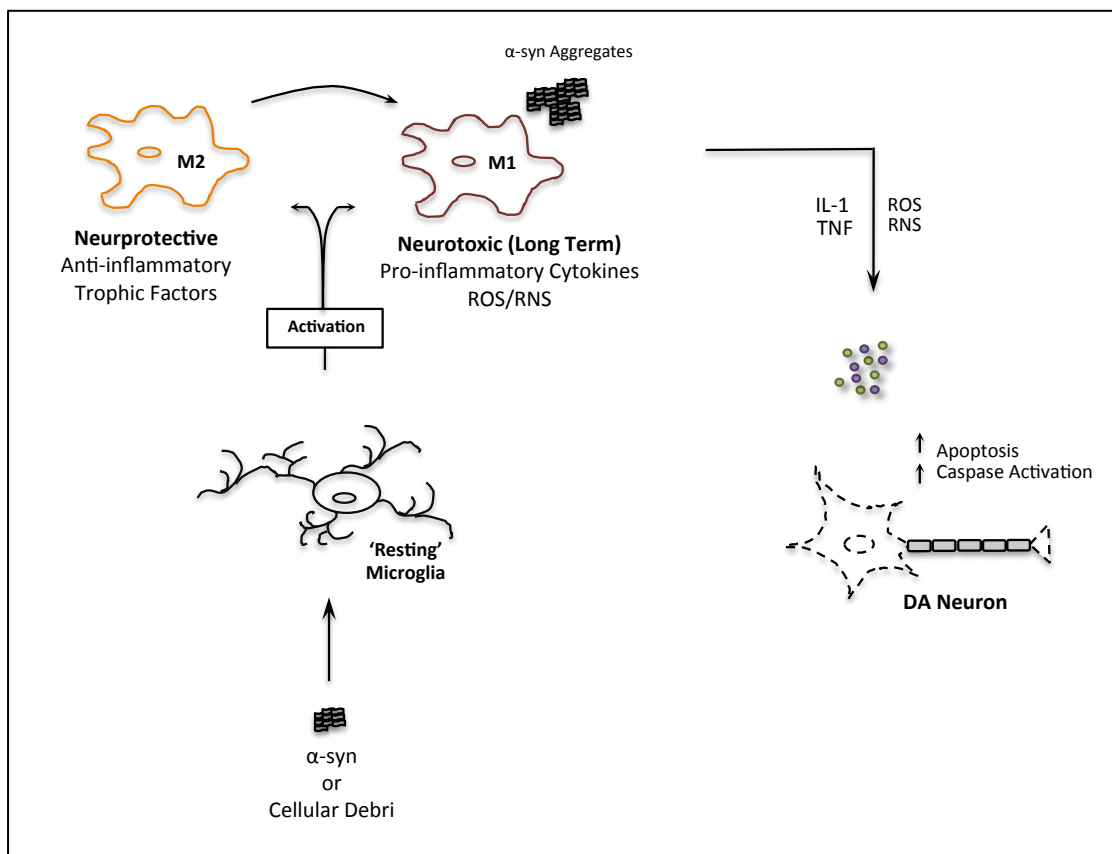 α-syn Aggregates
M2
M1
Neurprotective
Anti-inflammatory
Trophic Factors
Neurotoxic (Long Term)
Pro-inflammatory Cytokines
ROS/RNS
IL-1
TNF
ROS
RNS
Activation
'Resting'
Microglia
Apoptosis
Caspase Activation
DA Neuron
α-syn
or
Cellular Debri